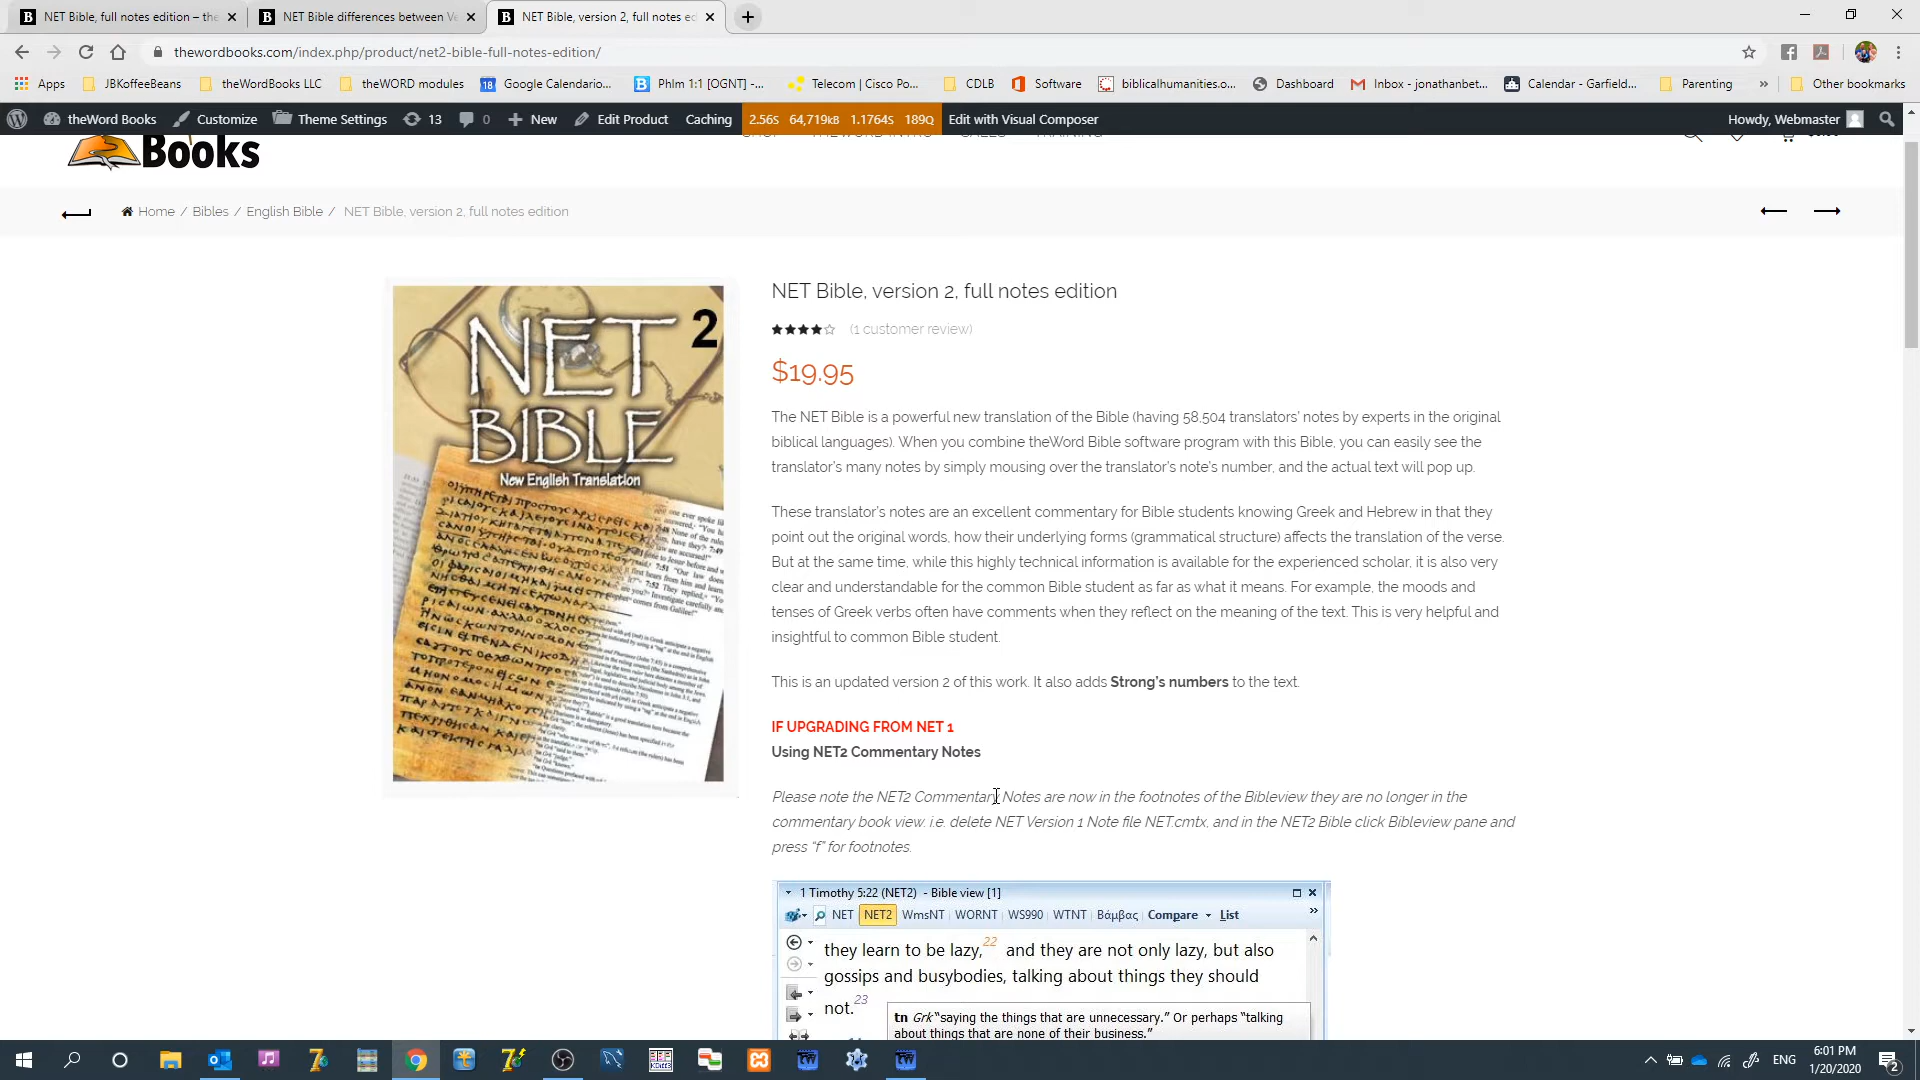 NET Bible, full notes edition – the
NET Bible differences between Ve
NET Bible, version 2, full notes ed
thewordbooks.com/index.php/product/net2-bible-full-notes-edition/
Apps JBKoffeeBeans theWordBooks LLC theWORD modules Google Calendario... Phlm 1:1 [OGNT] -... Telecom | Cisco Po... CDLB Software biblicalhumanities.o... Dashboard Inbox - jonathanbet... Calendar - Garfield... Parenting » Other bookmarks
theWord Books Customize Theme Settings 13 0 New Edit Product Caching 2.56S 64,719kB 1.1764S 189Q Edit with Visual Composer Howdy, Webmaster
Books
Home / Bibles / English Bible / NET Bible, version 2, full notes edition
NET 2
BIBLE
New English Translation
NET Bible, version 2, full notes edition
(1 customer review)
$19.95
The NET Bible is a powerful new translation of the Bible (having 58,504 translators' notes by experts in the original
biblical languages). When you combine theWord Bible software program with this Bible, you can easily see the
translator's many notes by simply mousing over the translator's note's number, and the actual text will pop up.
These translator's notes are an excellent commentary for Bible students knowing Greek and Hebrew in that they
point out the original words, how their underlying forms (grammatical structure) affects the translation of the verse.
But at the same time, while this highly technical information is available for the experienced scholar, it is also very
clear and understandable for the common Bible student as far as what it means. For example, the moods and
tenses of Greek verbs often have comments when they reflect on the meaning of the text. This is very helpful and
insightful to common Bible student.
This is an updated version 2 of this work. It also adds Strong's numbers to the text.
IF UPGRADING FROM NET 1
Using NET2 Commentary Notes
Please note the NET2 Commentary Notes are now in the footnotes of the Bibleview they are no longer in the
commentary book view. i.e. delete NET Version 1 Note file NET.cmtx, and in the NET2 Bible click Bibleview pane and
press "f" for footnotes.
1 Timothy 5:22 (NET2) - Bible view [1]
NET NET2 WmsNT WORNT WS990 WTNT Βάμβας Compare List »
they learn to be lazy,22 and they are not only lazy, but also
gossips and busybodies, talking about things they should
not.23
tn Grk "saying the things that are unnecessary." Or perhaps "talking
about things that are none of their business."
ENG
6:01 PM
1/20/2020
2